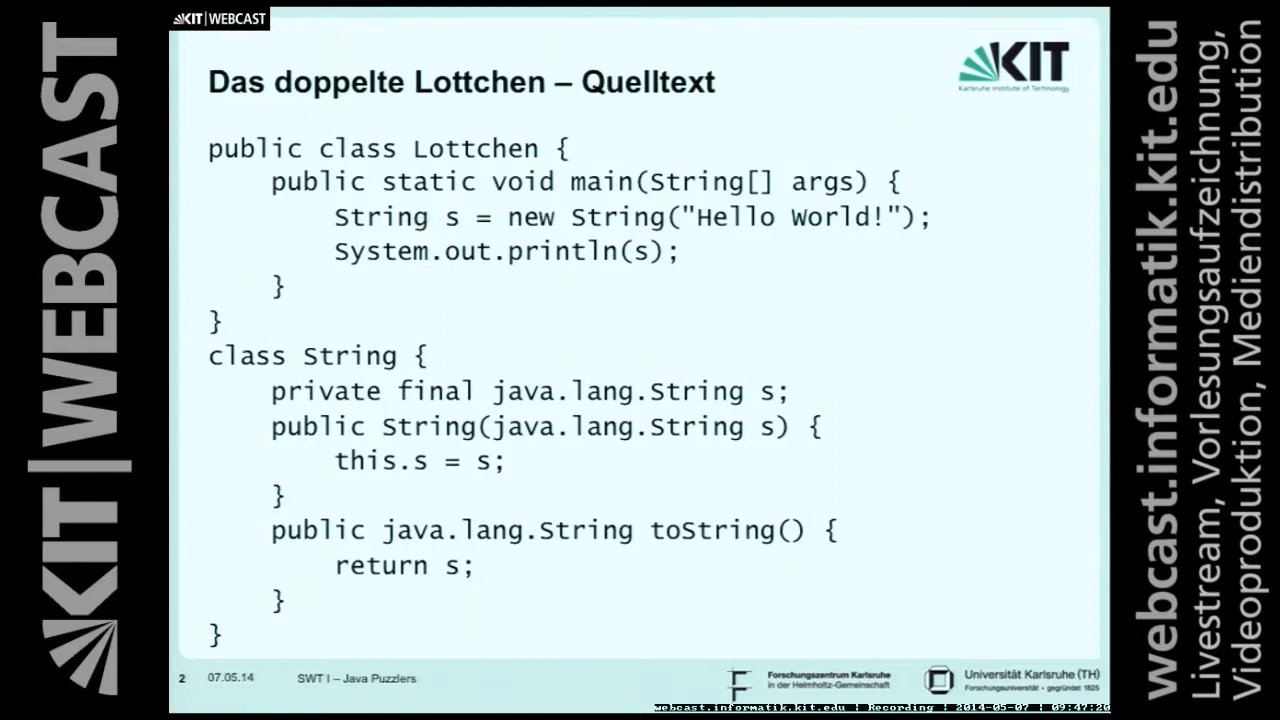 KIT|WEBCAST
KIT|WEBCAST
KIT
Karlsruhe Institute of Technology
Das doppelte Lottchen – Quelltext
public class Lottchen {
public static void main(String[] args) {
String s = new String("Hello World!");
System.out.println(s);
}
}
class String {
private final java.lang.String s;
public String(java.lang.String s) {
this.s = s;
}
public java.lang.String toString() {
return s;
}
}
2 07.05.14 SWT I – Java Puzzlers
Forschungszentrum Karlsruhe
in der Helmholtz-Gemeinschaft
Universität Karlsruhe (TH)
Forschungsuniversität • gegründet 1825
webcast.informatik.kit.edu | Recording | 2014-05-07 | 09:47:20
webcast.informatik.kit.edu
Livestream, Vorlesungsaufzeichnung,
Videoproduktion, Mediendistribution